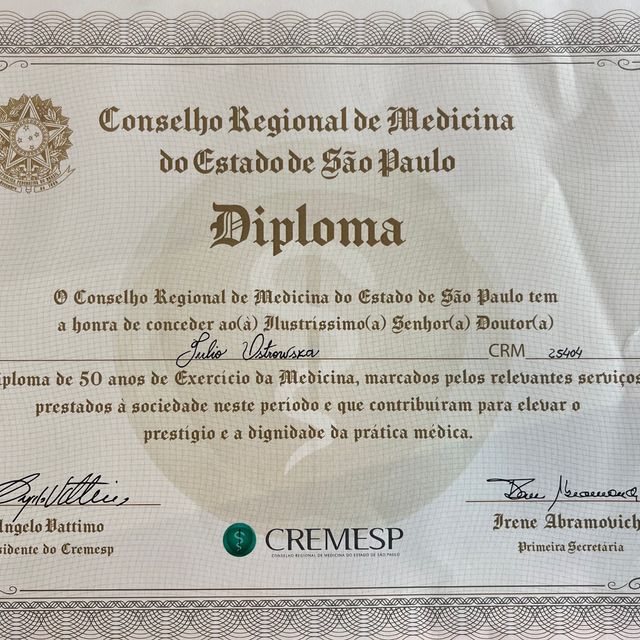 Conselho Regional de Medicina
do Estado de São Paulo
Diploma
O Conselho Regional de Medicina do Estado de São Paulo tem
a honra de conceder ao(à) Ilustríssimo(a) Senhor(a) Doutor(a)
Julio Ostrowska CRM 25404
iploma de 50 anos de Exercício da Medicina, marcados pelos relevantes serviços
prestados à sociedade neste período e que contribuíram para elevar o
prestígio e a dignidade da prática médica.
Angelo Vattimo
sidente do Cremesp
CREMESP
CONSELHO REGIONAL DE MEDICINA DO ESTADO DE SÃO PAULO
Irene Abramovich
Primeira Secretária